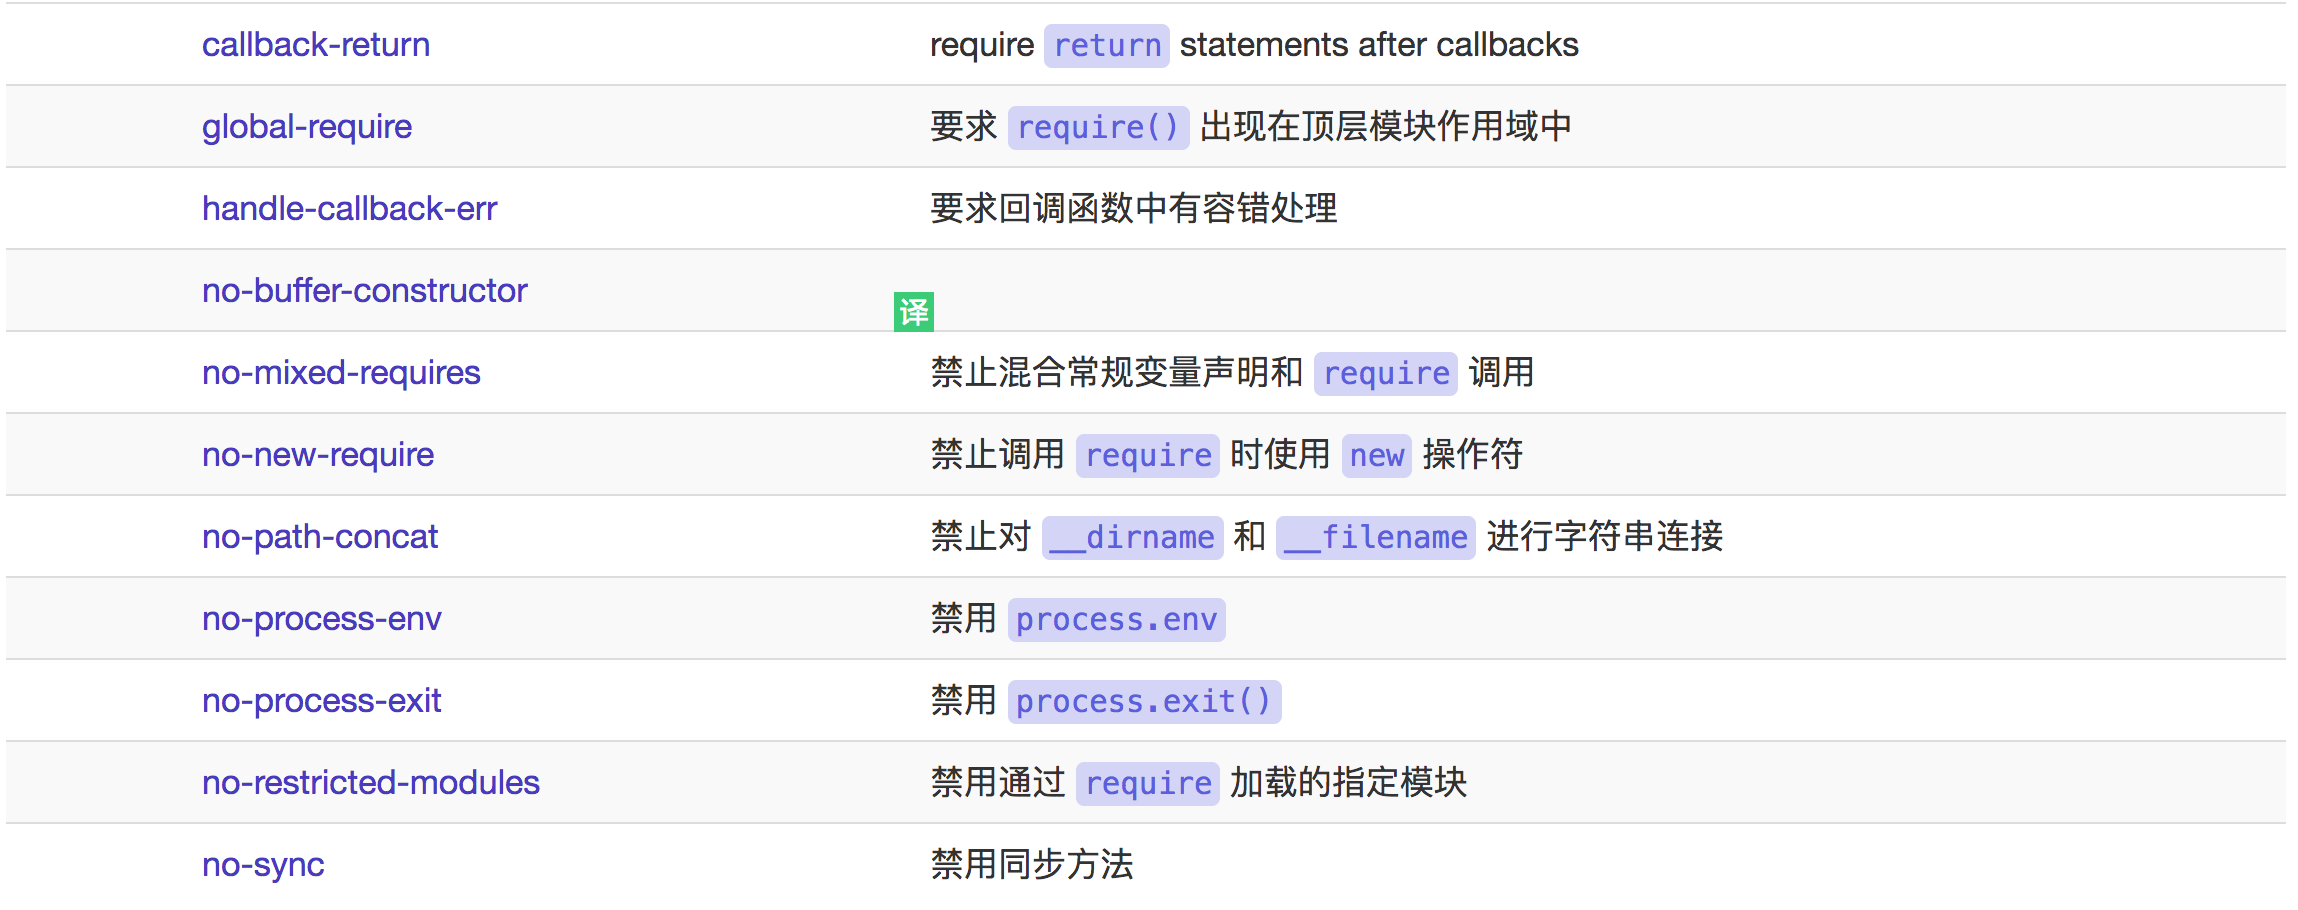 callback-return require return statements after callbacks
global-require 要求 require() 出现在顶层模块作用域中
handle-callback-err 要求回调函数中有容错处理
no-buffer-constructor
译
no-mixed-requires 禁止混合常规变量声明和 require 调用
no-new-require 禁止调用 require 时使用 new 操作符
no-path-concat 禁止对 __dirname 和 __filename 进行字符串连接
no-process-env 禁用 process.env
no-process-exit 禁用 process.exit()
no-restricted-modules 禁用通过 require 加载的指定模块
no-sync 禁用同步方法